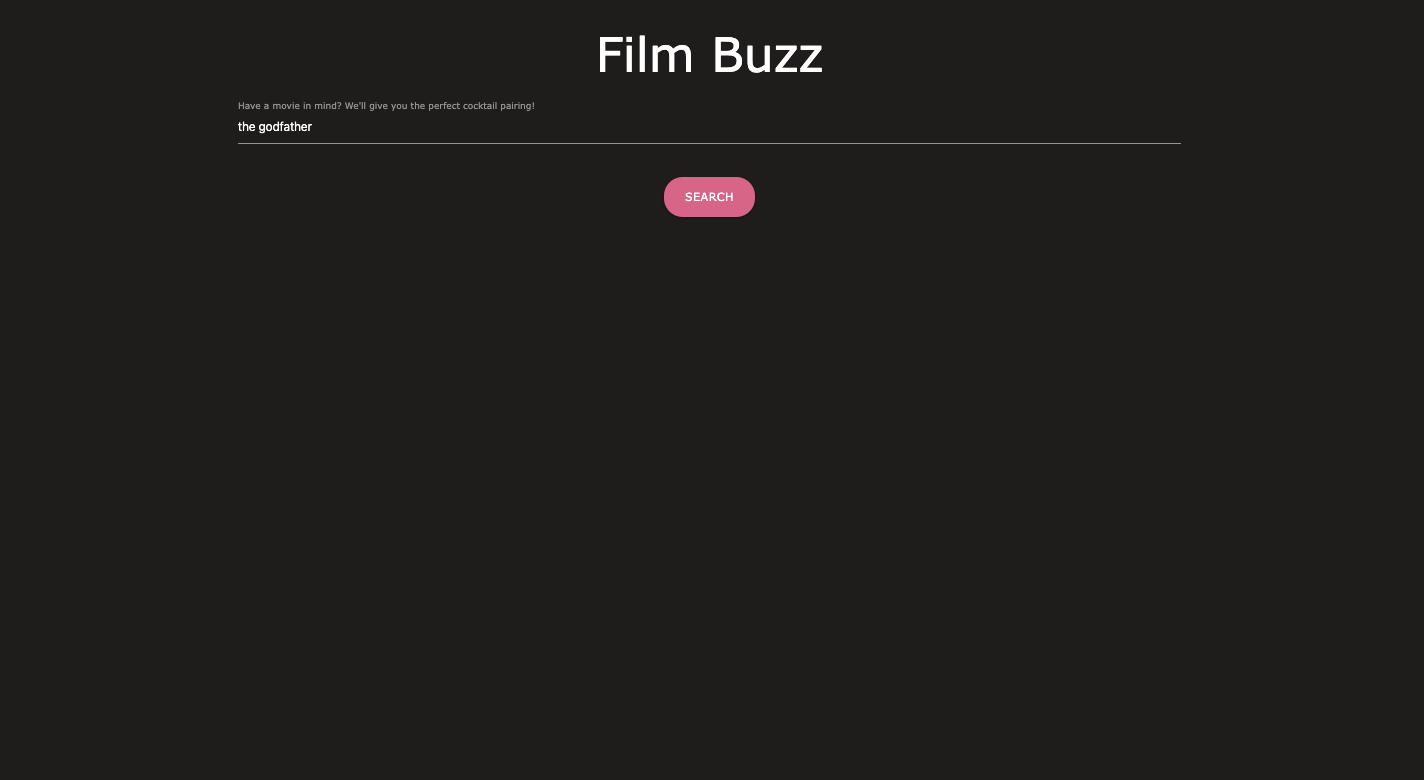 Film Buzz
Have a movie in mind? We'll give you the perfect cocktail pairing!
the godfather
SEARCH